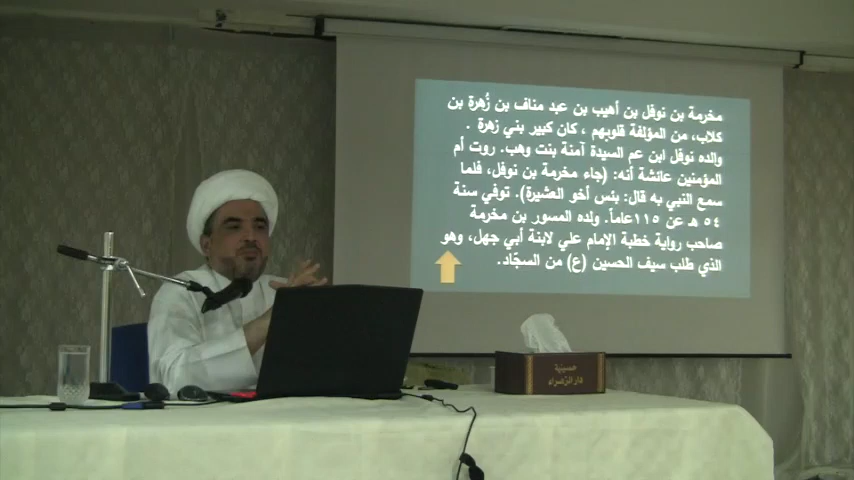 مخرمة بن نوفل بن أهيب بن عبد مناف بن زُهرة بن
كلاب، من المؤلفة قلوبهم ، كان كبير بني زهرة .
والده نوفل ابن عم السيدة آمنة بنت وهب. روت أم
المؤمنين عائشة أنه: (جاء مخرمة بن نوفل، فلما
سمع النبي به قال: بئس أخو العشيرة). توفي سنة
٥٤ هـ عن ١١٥عاماً. ولده المسور بن مخرمة
صاحب رواية خطبة الإمام علي لابنة أبي جهل، وهو
الذي طلب سيف الحسين (ع) من السجّاد.
حسينية
دار الزهراء